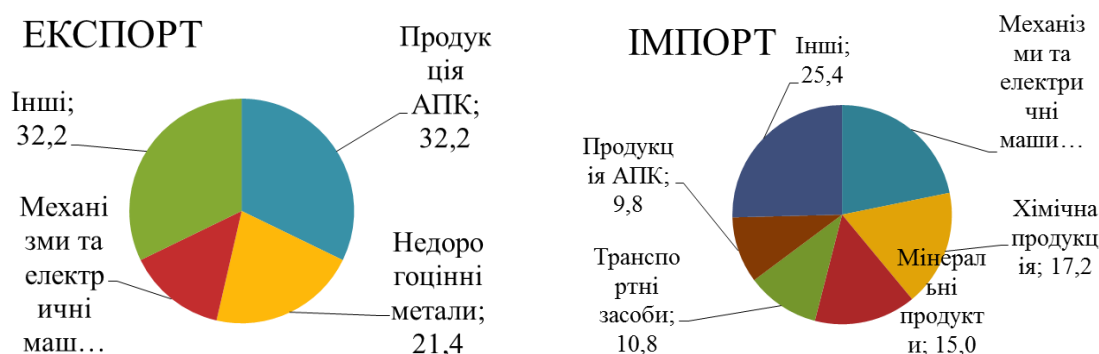 ЕКСПОРТ
Продук
ція
АПК;
32,2
Інші;
32,2
Механі
зми та
електр
ичні
маш…
Недоро
гоцінні
метали;
21,4
ІМПОРТ
Інші;
25,4
Механіз
ми та
електри
чні
маши…
Продукц
ія АПК;
9,8
Хімічна
продукц
ія; 17,2
Транспо
ртні
засоби;
10,8
Мінерал
ьні
продукт
и; 15,0